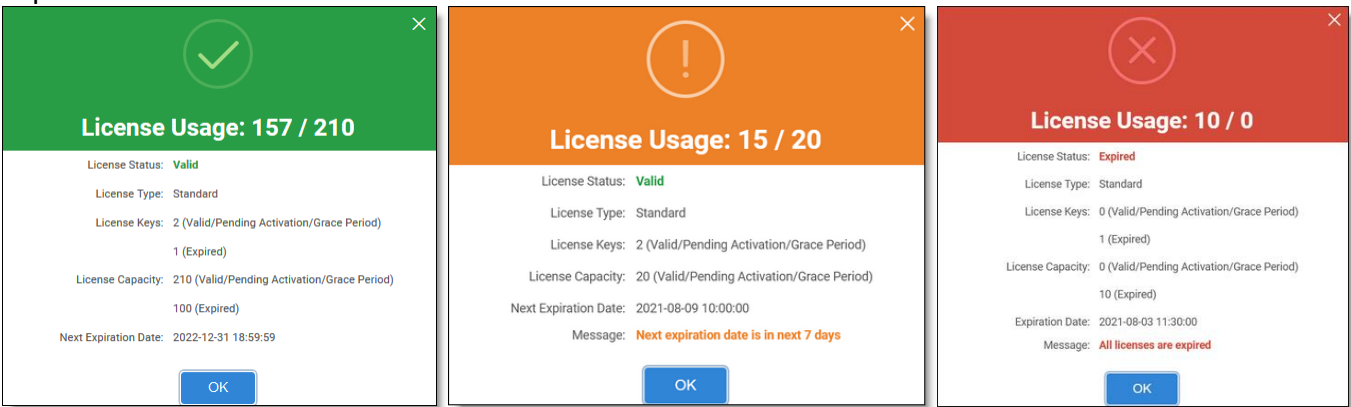 License Usage: 157 / 210
License Status: Valid
License Type: Standard
License Keys: 2 (Valid/Pending Activation/Grace Period)
1 (Expired)
License Capacity: 210 (Valid/Pending Activation/Grace Period)
100 (Expired)
Next Expiration Date: 2022-12-31 18:59:59
OK
License Usage: 15 / 20
License Status: Valid
License Type: Standard
License Keys: 2 (Valid/Pending Activation/Grace Period)
License Capacity: 20 (Valid/Pending Activation/Grace Period)
Next Expiration Date: 2021-08-09 10:00:00
Message: Next expiration date is in next 7 days
OK
License Usage: 10 / 0
License Status: Expired
License Type: Standard
License Keys: 0 (Valid/Pending Activation/Grace Period)
1 (Expired)
License Capacity: 0 (Valid/Pending Activation/Grace Period)
10 (Expired)
Expiration Date: 2021-08-03 11:30:00
Message: All licenses are expired
OK